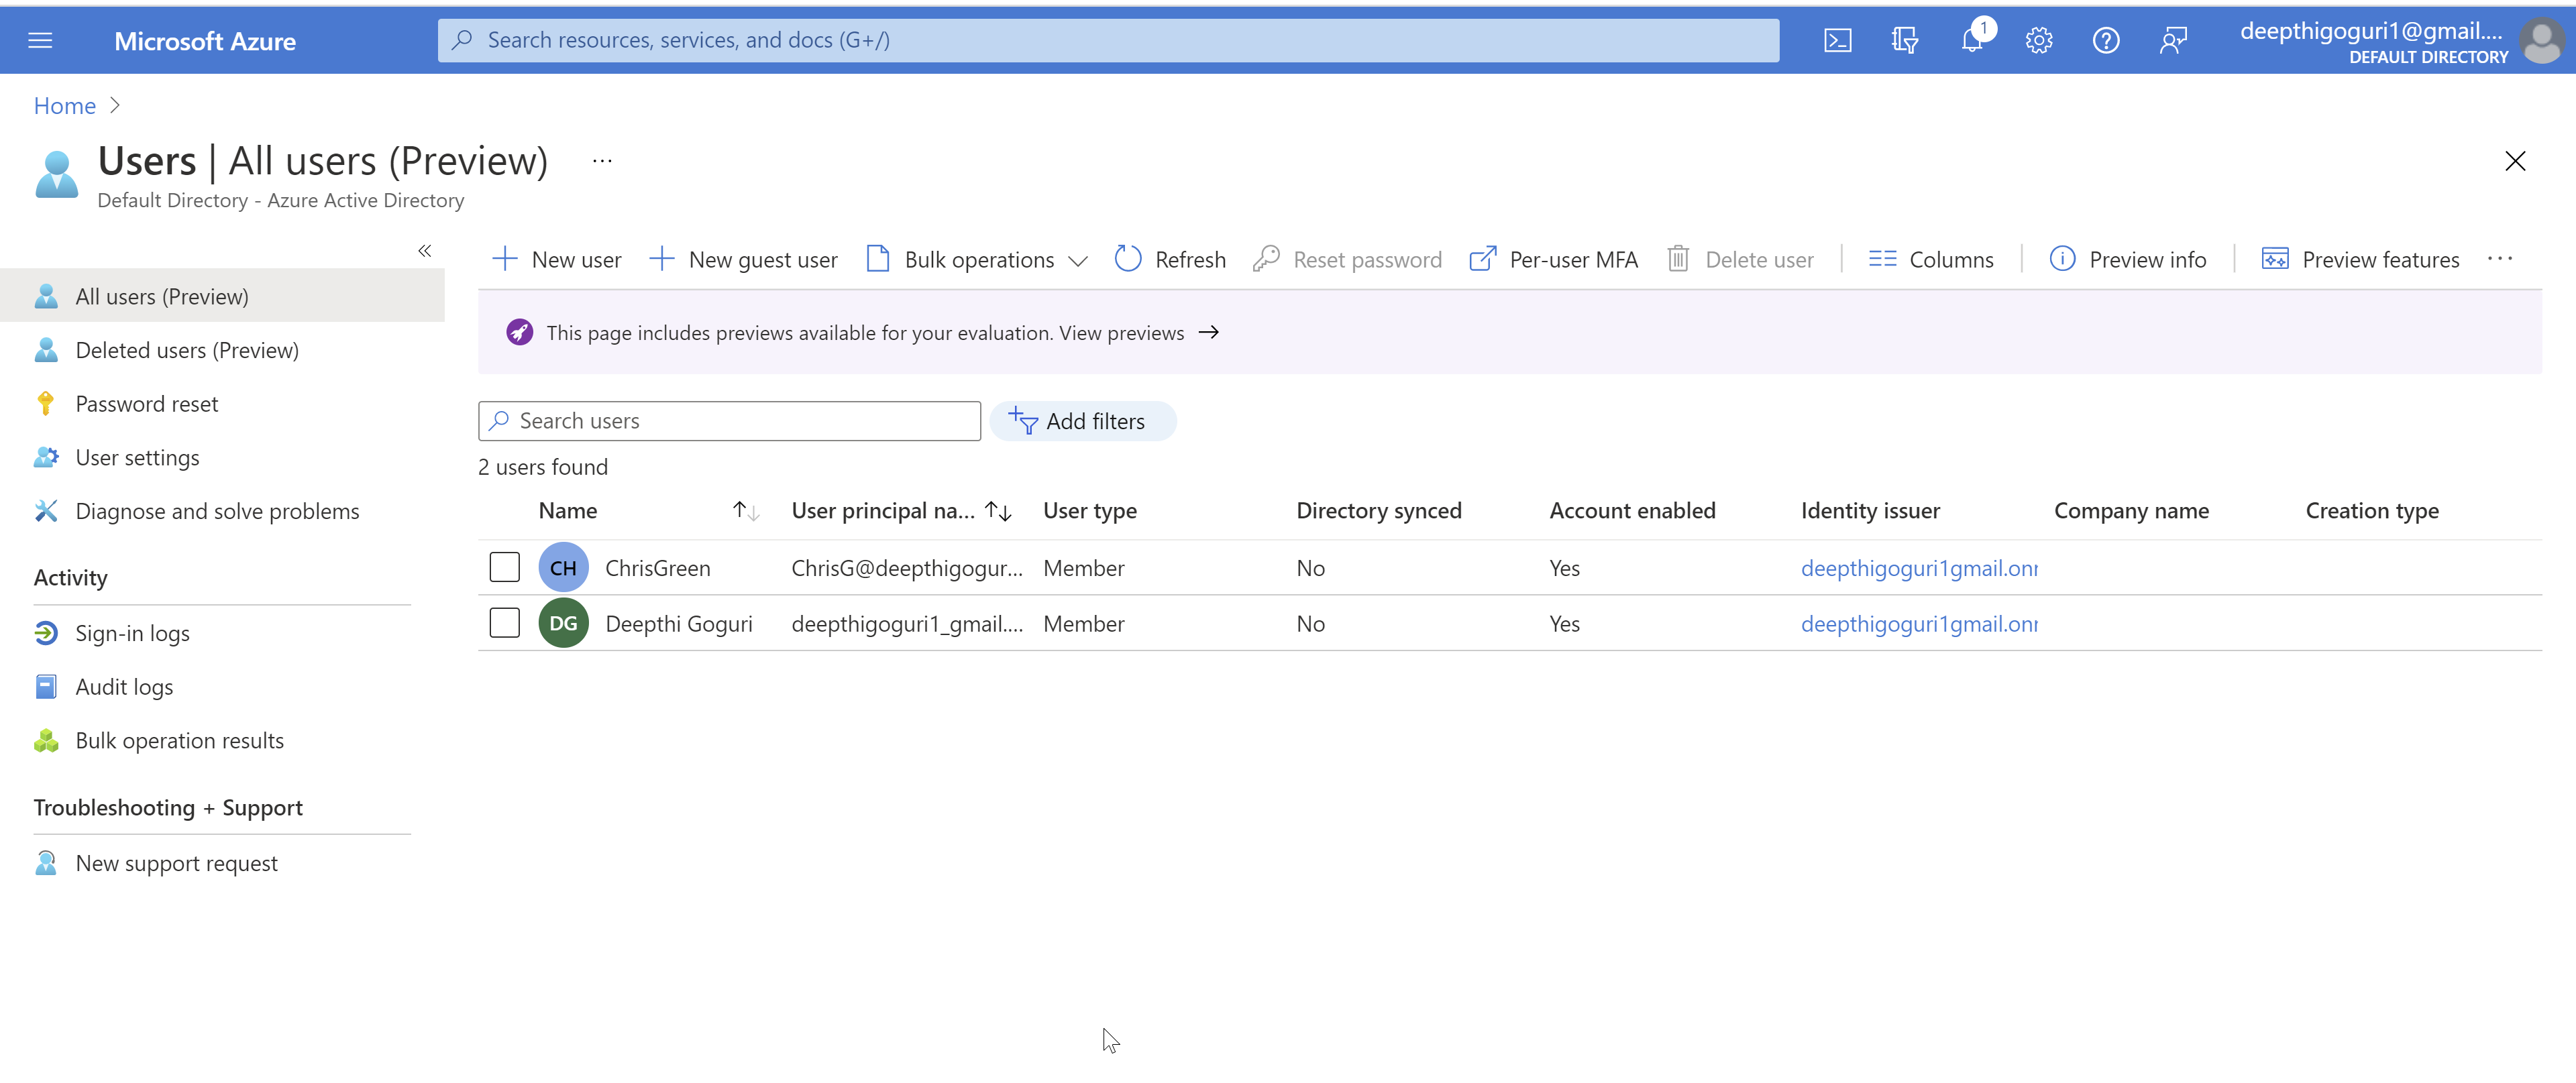 Microsoft Azure
Search resources, services, and docs (G+/)
1
deepthigoguri1@gmail....
DEFAULT DIRECTORY
Home
Users | All users (Preview)
...
Default Directory - Azure Active Directory
New user
New guest user
Bulk operations
Refresh
Reset password
Per-user MFA
Delete user
Columns
Preview info
Preview features
...
This page includes previews available for your evaluation. View previews →
Search users
Add filters
2 users found
Name User principal na... User type Directory synced Account enabled Identity issuer Company name Creation type
CH ChrisGreen ChrisG@deepthigogur... Member No Yes deepthigoguri1gmail.onr
DG Deepthi Goguri deepthigoguri1_gmail.... Member No Yes deepthigoguri1gmail.onr
All users (Preview)
Deleted users (Preview)
Password reset
User settings
Diagnose and solve problems
Activity
Sign-in logs
Audit logs
Bulk operation results
Troubleshooting + Support
New support request